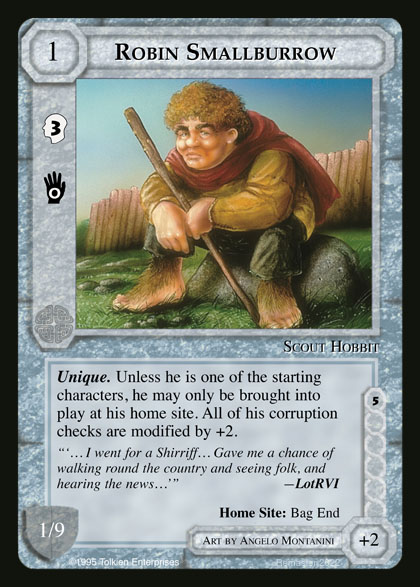 1
ROBIN SMALLBURROW
3
SCOUT HOBBIT
Unique. Unless he is one of the starting
characters, he may only be brought into
play at his home site. All of his corruption
checks are modified by +2.
5
“‘… I went for a Shirriff… Gave me a chance of
walking round the country and seeing folk, and
hearing the news…’” –LotRVI
Home Site: Bag End
1/9
ART BY ANGELO MONTANINI
+2
©1995 Tolkien Enterprises